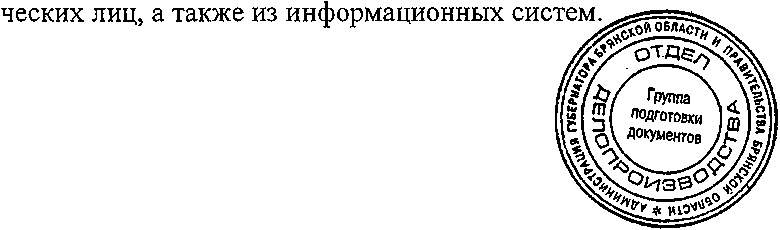 ческих лиц, а также из информационных систем.
АДМИНИСТРАЦИЯ ГУБЕРНАТОРА БРЯНСКОЙ ОБЛАСТИ И ПРАВИТЕЛЬСТВА БРЯНСКОЙ ОБЛАСТИ *
ОТДЕЛ
ДЕЛОПРОИЗВОДСТВА
Группа
подготовки
документов